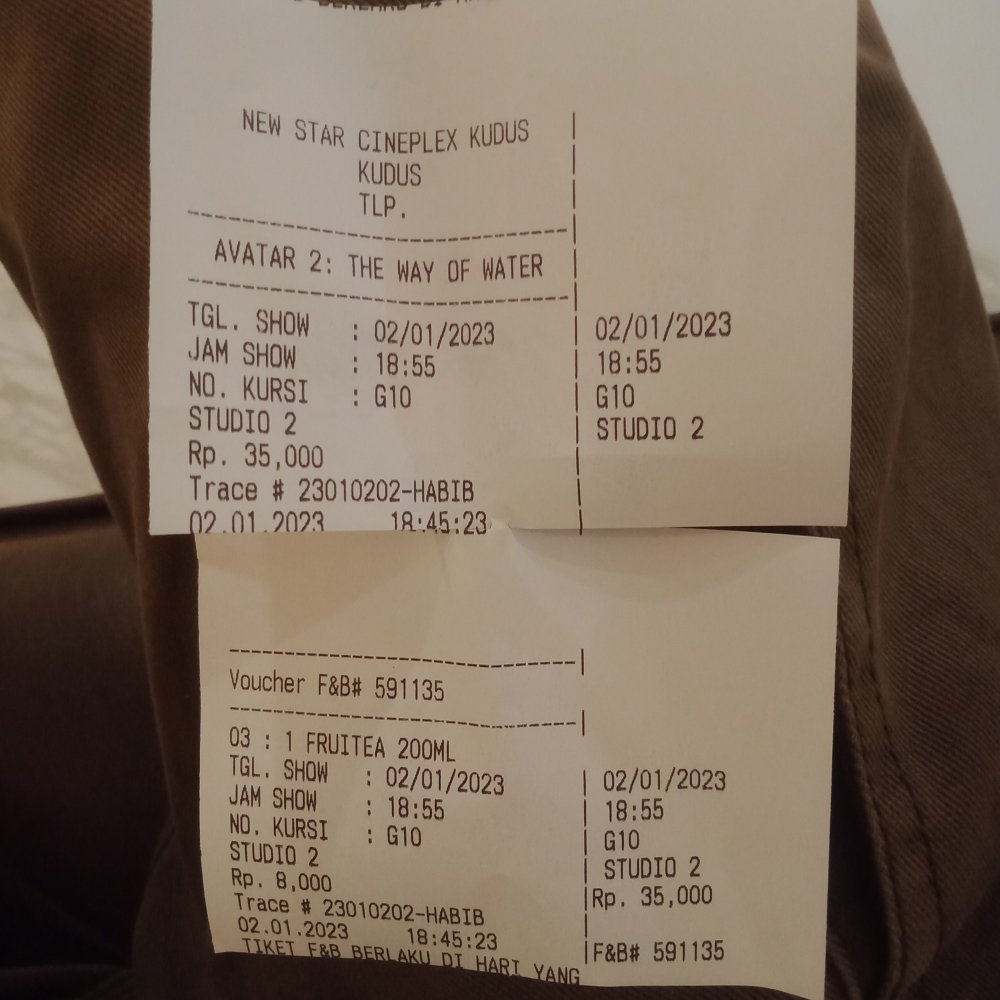 NEW STAR CINEPLEX KUDUS
KUDUS
TLP.
AVATAR 2: THE WAY OF WATER
TGL. SHOW : 02/01/2023 02/01/2023
JAM SHOW : 18:55 18:55
NO. KURSI : G10 G10
STUDIO 2 STUDIO 2
Rp. 35,000
Trace # 23010202-HABIB
02.01.2023 18:45:23
Voucher F&B# 591135
03 : 1 FRUITEA 200ML
TGL. SHOW : 02/01/2023 02/01/2023
JAM SHOW : 18:55 18:55
NO. KURSI : G10 G10
STUDIO 2 STUDIO 2
Rp. 8,000 Rp. 35,000
Trace # 23010202-HABIB
02.01.2023 18:45:23 F&B# 591135
TIKET F&B BERLAKU DI HARI YANG